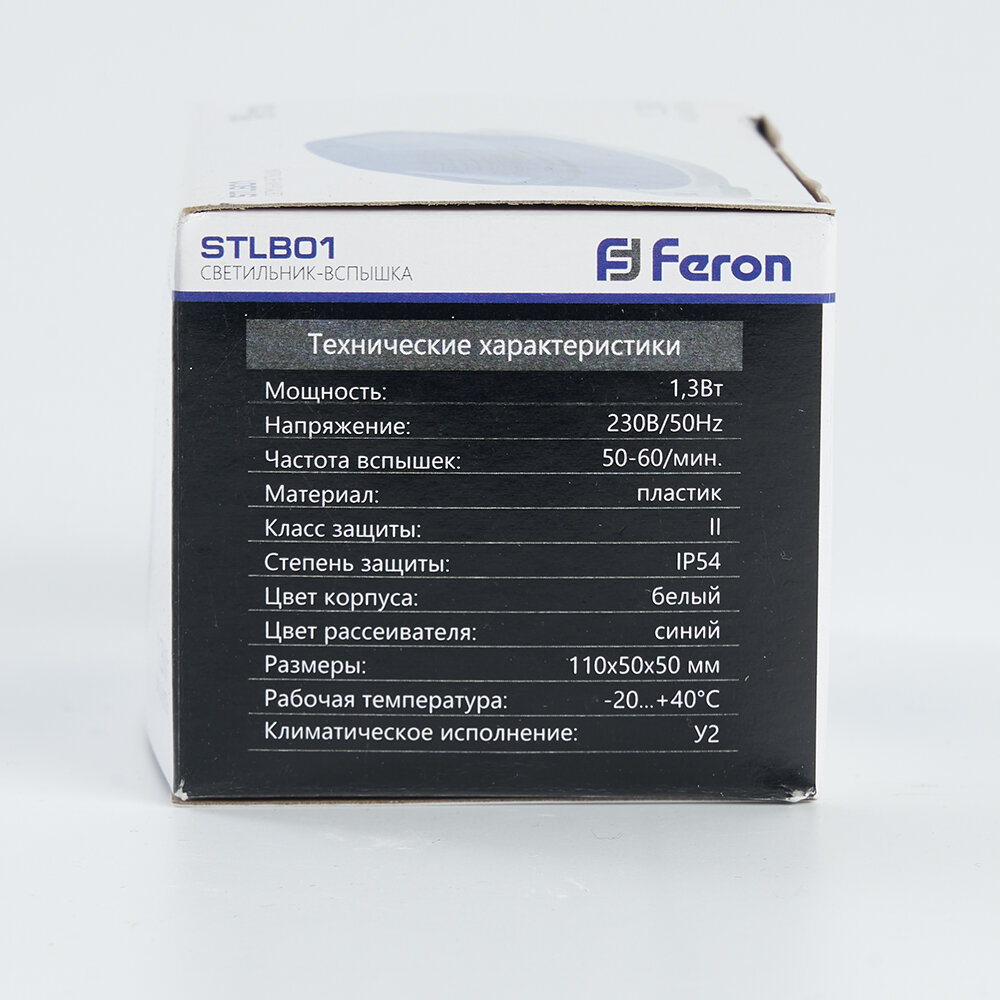 STLB01
СВЕТИЛЬНИК-ВСПЫШКА
Feron
Технические характеристики
Мощность: 1,3Вт
Напряжение: 230В/50Hz
Частота вспышек: 50-60/мин.
Материал: пластик
Класс защиты: II
Степень защиты: IP54
Цвет корпуса: белый
Цвет рассеивателя: синий
Размеры: 110х50х50 мм
Рабочая температура: -20...+40°С
Климатическое исполнение: У2